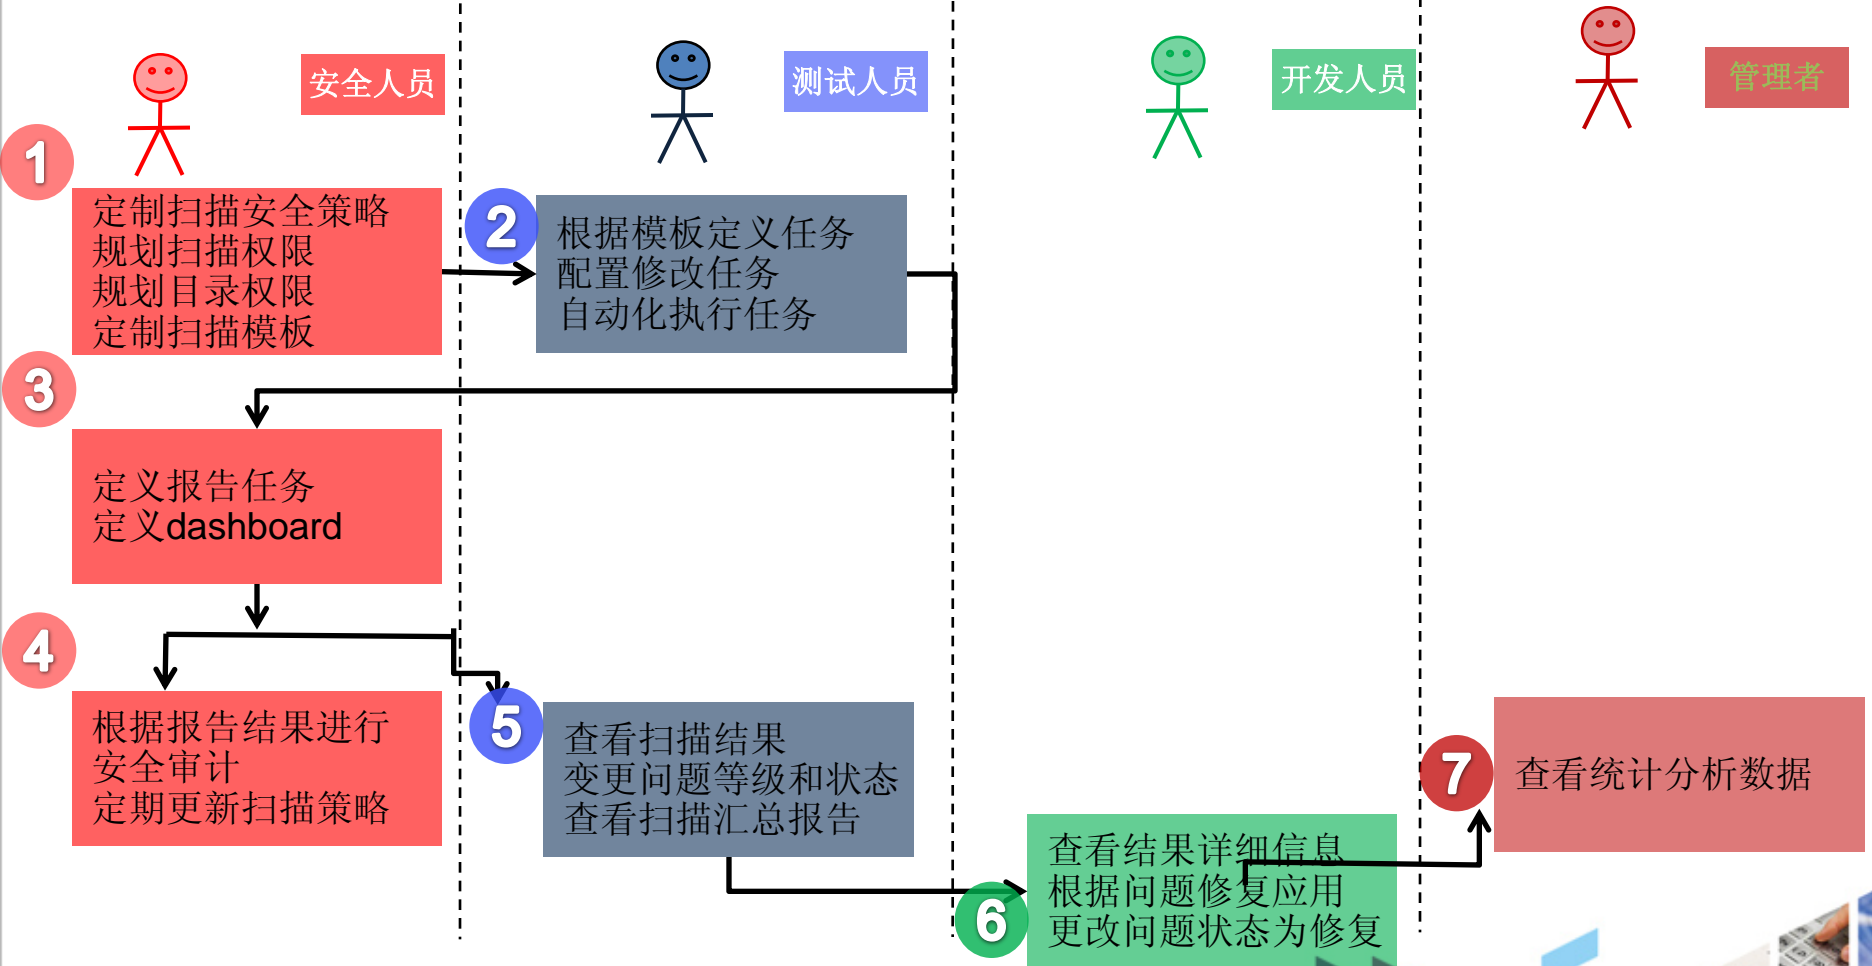 安全人员
测试人员
开发人员
管理者
1
定制扫描安全策略
规划扫描权限
规划目录权限
定制扫描模板
2
根据模板定义任务
配置修改任务
自动化执行任务
3
定义报告任务
定义dashboard
4
根据报告结果进行
安全审计
定期更新扫描策略
5
查看扫描结果
变更问题等级和状态
查看扫描汇总报告
6
查看结果详细信息
根据问题修复应用
更改问题状态为修复
7
查看统计分析数据